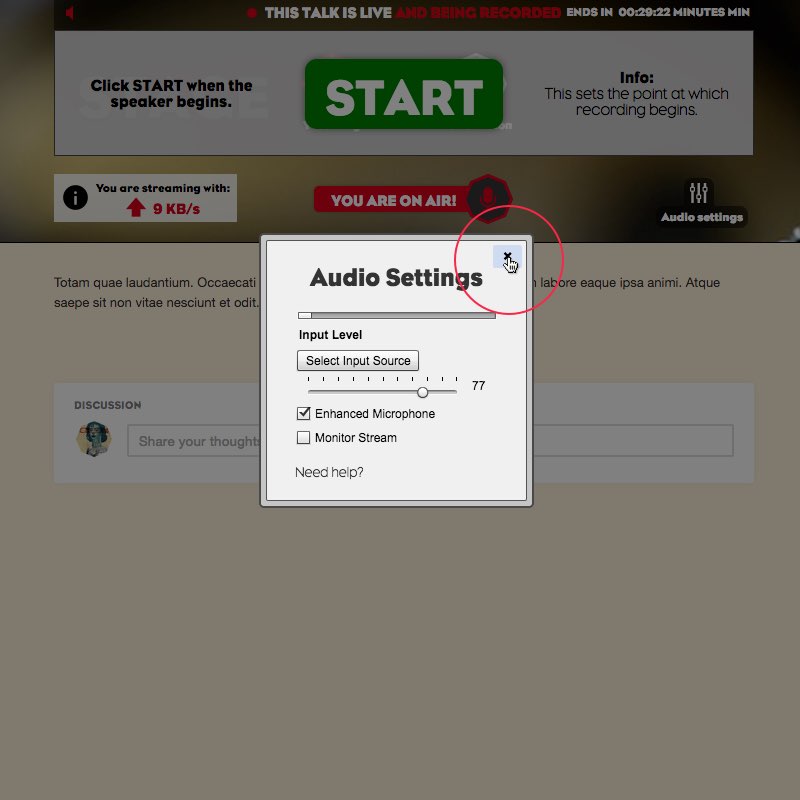 THIS TALK IS LIVE AND BEING RECORDED ENDS IN 00:29:22 MINUTES MIN
Click START when the
speaker begins.
START
Info:
This sets the point at which
recording begins.
You are streaming with:
9 KB/s
YOU ARE ON AIR!
Audio settings
Totam quae laudantium. Occaecati
labore eaque ipsa animi. Atque
saepe sit non vitae nesciunt et odit.
Audio Settings
Input Level
Select Input Source
77
Enhanced Microphone
Monitor Stream
Need help?
DISCUSSION
Share your thoughts